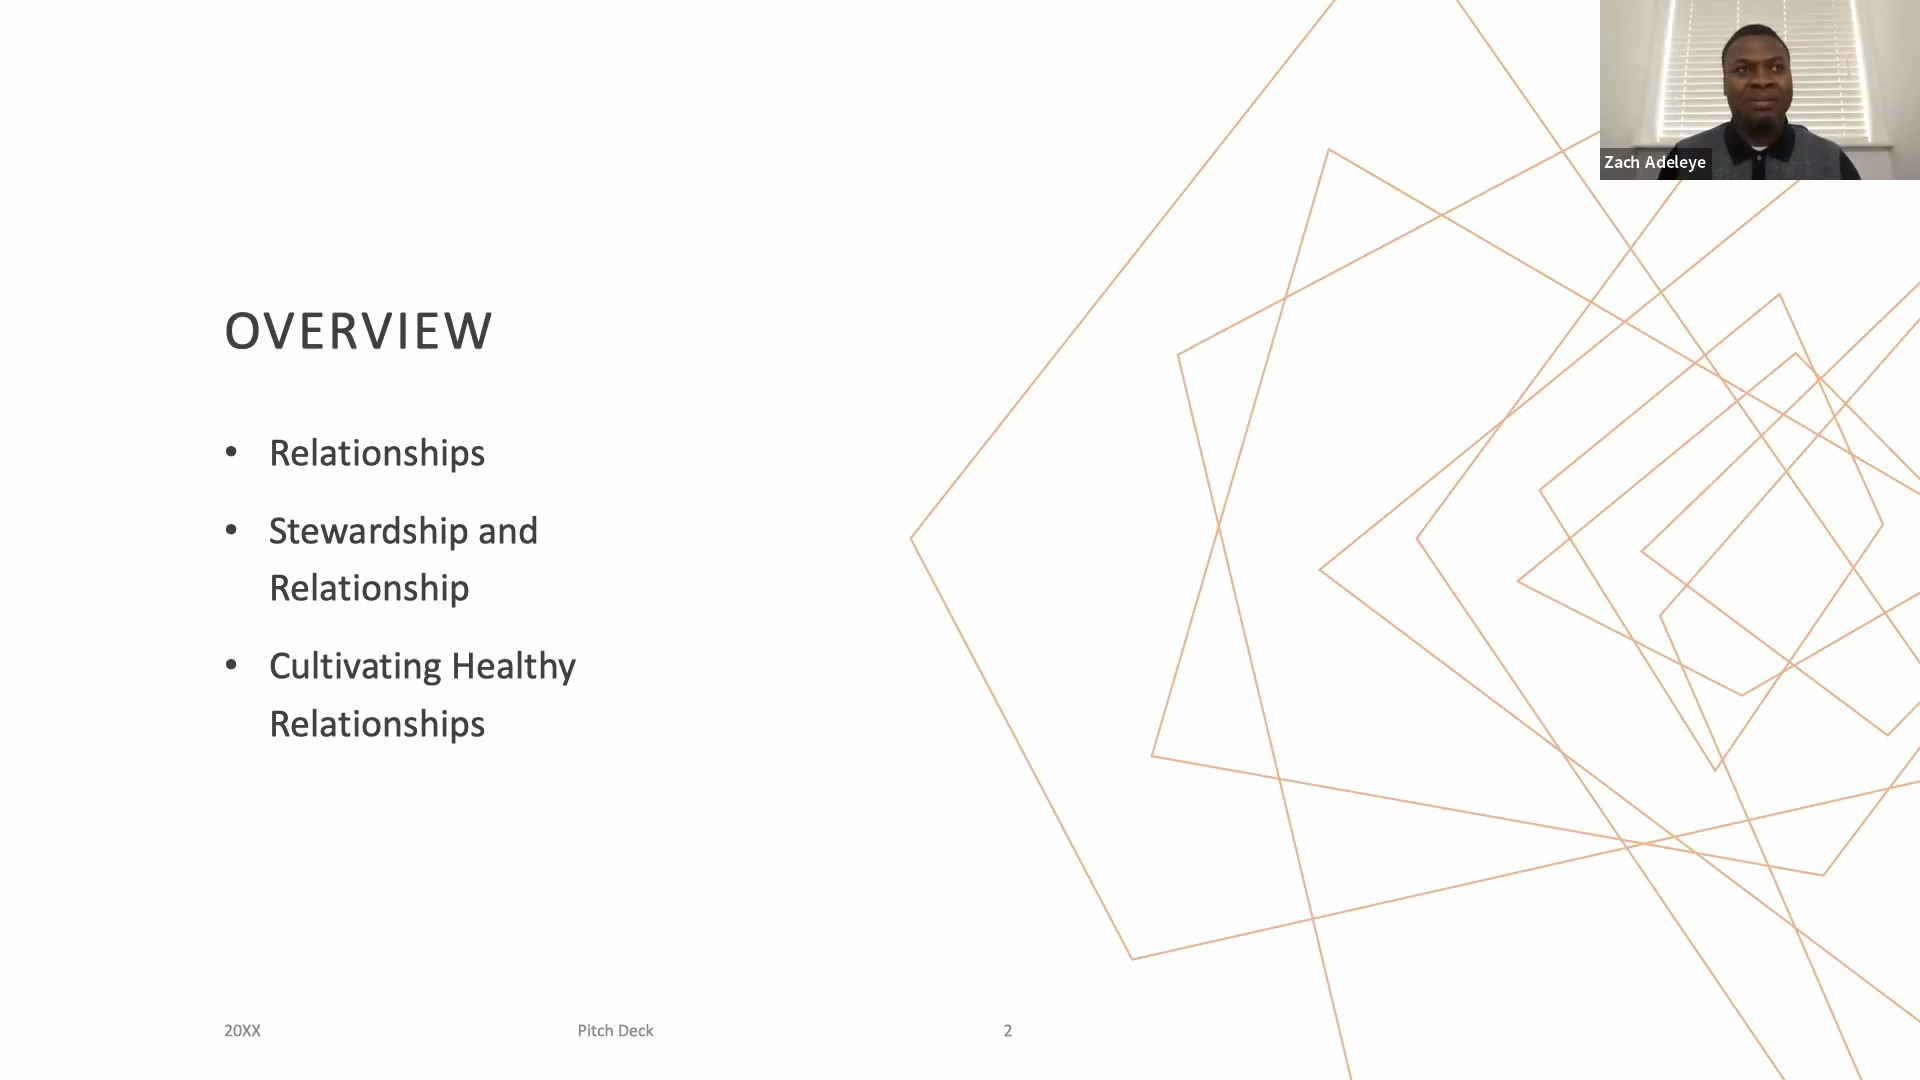 Zach Adeleye
OVERVIEW
• Relationships
• Stewardship and
Relationship
• Cultivating Healthy
Relationships
20XX
Pitch Deck
2